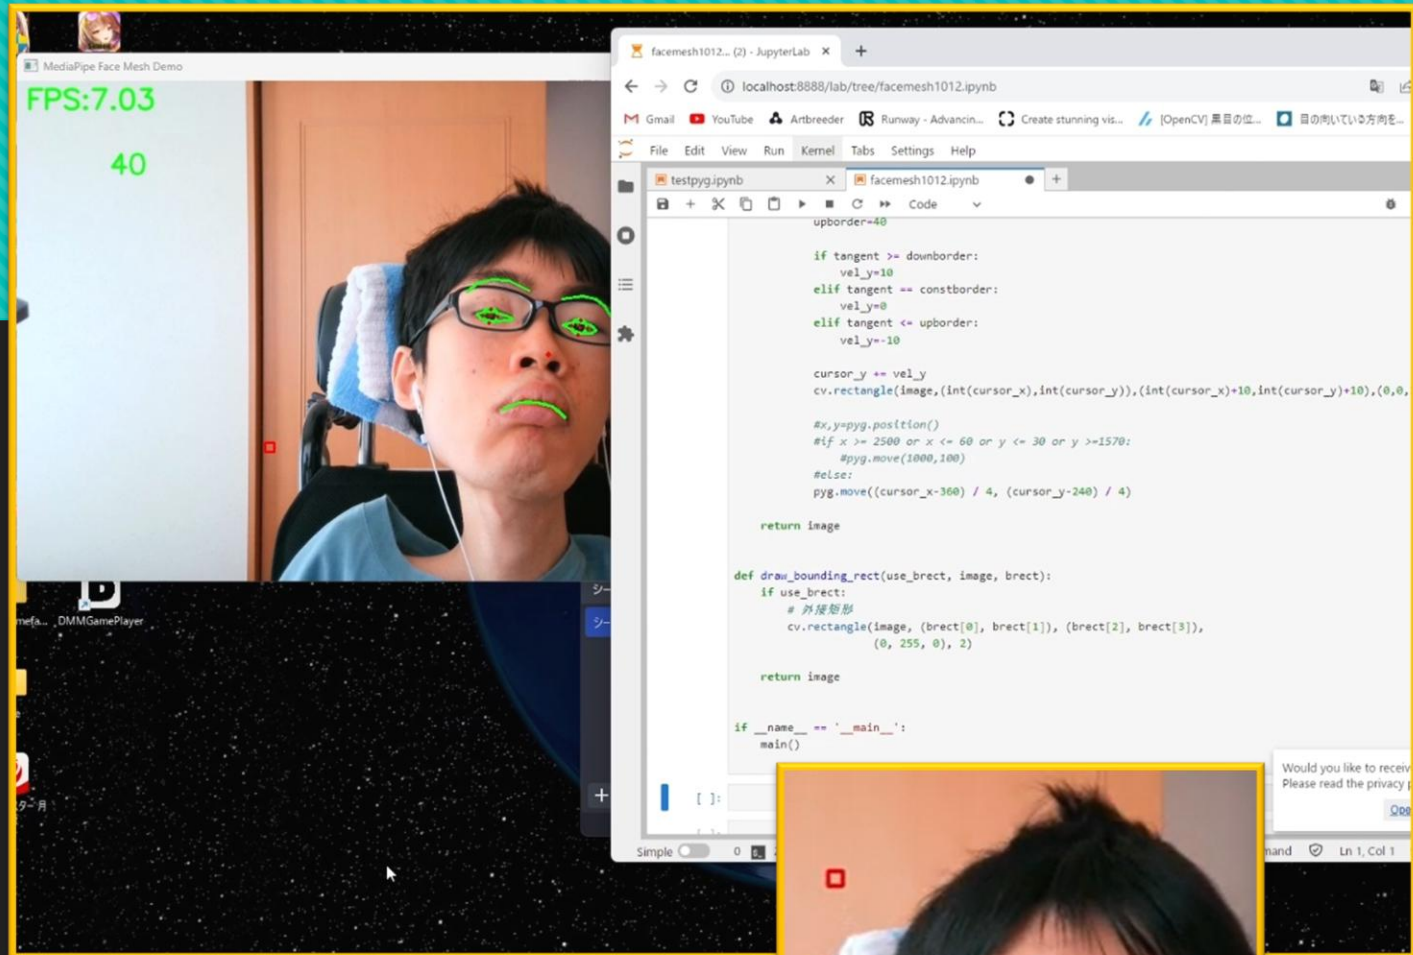 MediaPipe Face Mesh Demo
FPS:7.03
40
DMMGamePlayer
facemesh1012... (2) - JupyterLab
localhost:8888/lab/tree/facemesh1012.ipynb
Gmail
YouTube
Artbreeder
Runway - Advancin...
Create stunning vis...
[OpenCV] 黒目の位...
目の向いている方向を...
File Edit View Run Kernel Tabs Settings Help
testpyg.ipynb
facemesh1012.ipynb
Code
upborder=40
if tangent >= downborder:
vel_y=10
elif tangent == constborder:
vel_y=0
elif tangent <= upborder:
vel_y=-10
cursor_y += vel_y
cv.rectangle(image,(int(cursor_x),int(cursor_y)),(int(cursor_x)+10,int(cursor_y)+10),(0,0,
#x,y=pyg.position()
#if x >= 2500 or x <= 60 or y <= 30 or y >=1570:
#pyg.move(1000,100)
#else:
pyg.move((cursor_x-360) / 4, (cursor_y-240) / 4)
return image
def draw_bounding_rect(use_brect, image, brect):
if use_brect:
# 外接矩形
cv.rectangle(image, (brect[0], brect[1]), (brect[2], brect[3]),
(0, 255, 0), 2)
return image
if __name__ == '__main__':
main()
[ ]:
Would you like to receiv
Please read the privacy p
Ope
Simple
0
mand
Ln 1, Col 1